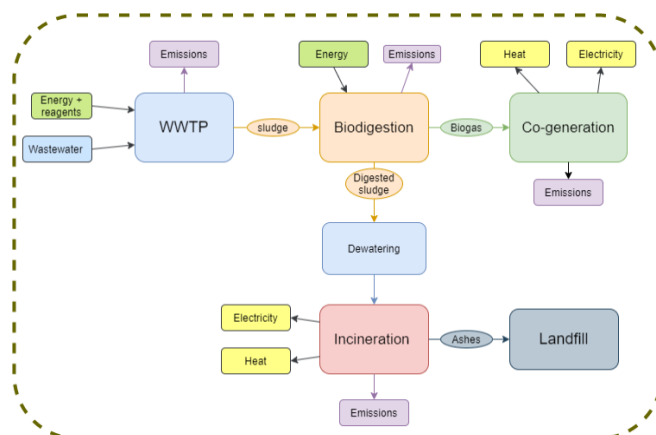 Emissions
Energy
Emissions
Heat
Electricity
Energy +
reagents
Wastewater
WWTP
sludge
Biodigestion
Biogas
Co-generation
Digested
sludge
Emissions
Dewatering
Electricity
Heat
Incineration
Ashes
Landfill
Emissions